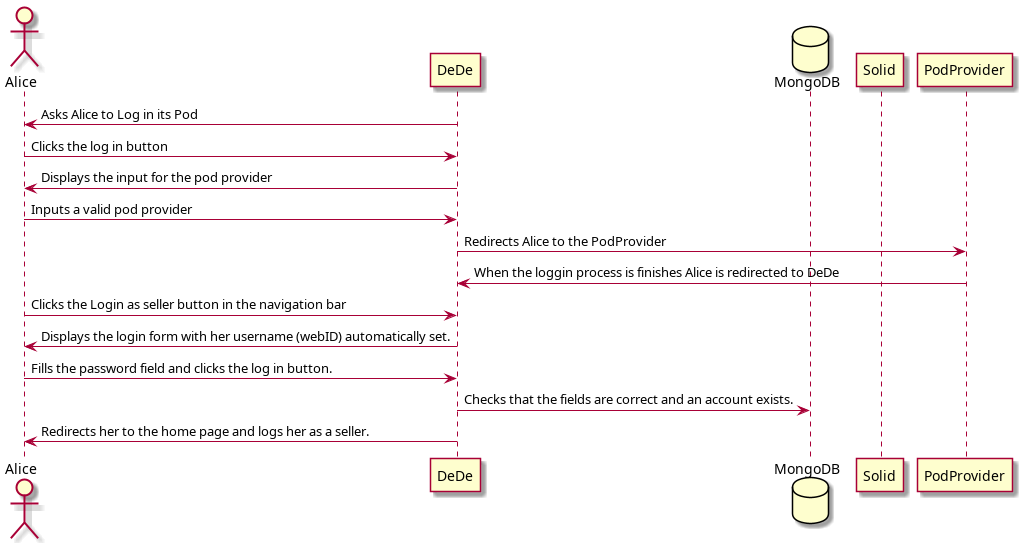 Alice
DeDe
MongoDB
Solid
PodProvider
Asks Alice to Log in its Pod
Clicks the log in button
Displays the input for the pod provider
Inputs a valid pod provider
Redirects Alice to the PodProvider
When the loggin process is finishes Alice is redirected to DeDe
Clicks the Login as seller button in the navigation bar
Displays the login form with her username (webID) automatically set.
Fills the password field and clicks the log in button.
Checks that the fields are correct and an account exists.
Redirects her to the home page and logs her as a seller.
Alice
DeDe
MongoDB
Solid
PodProvider